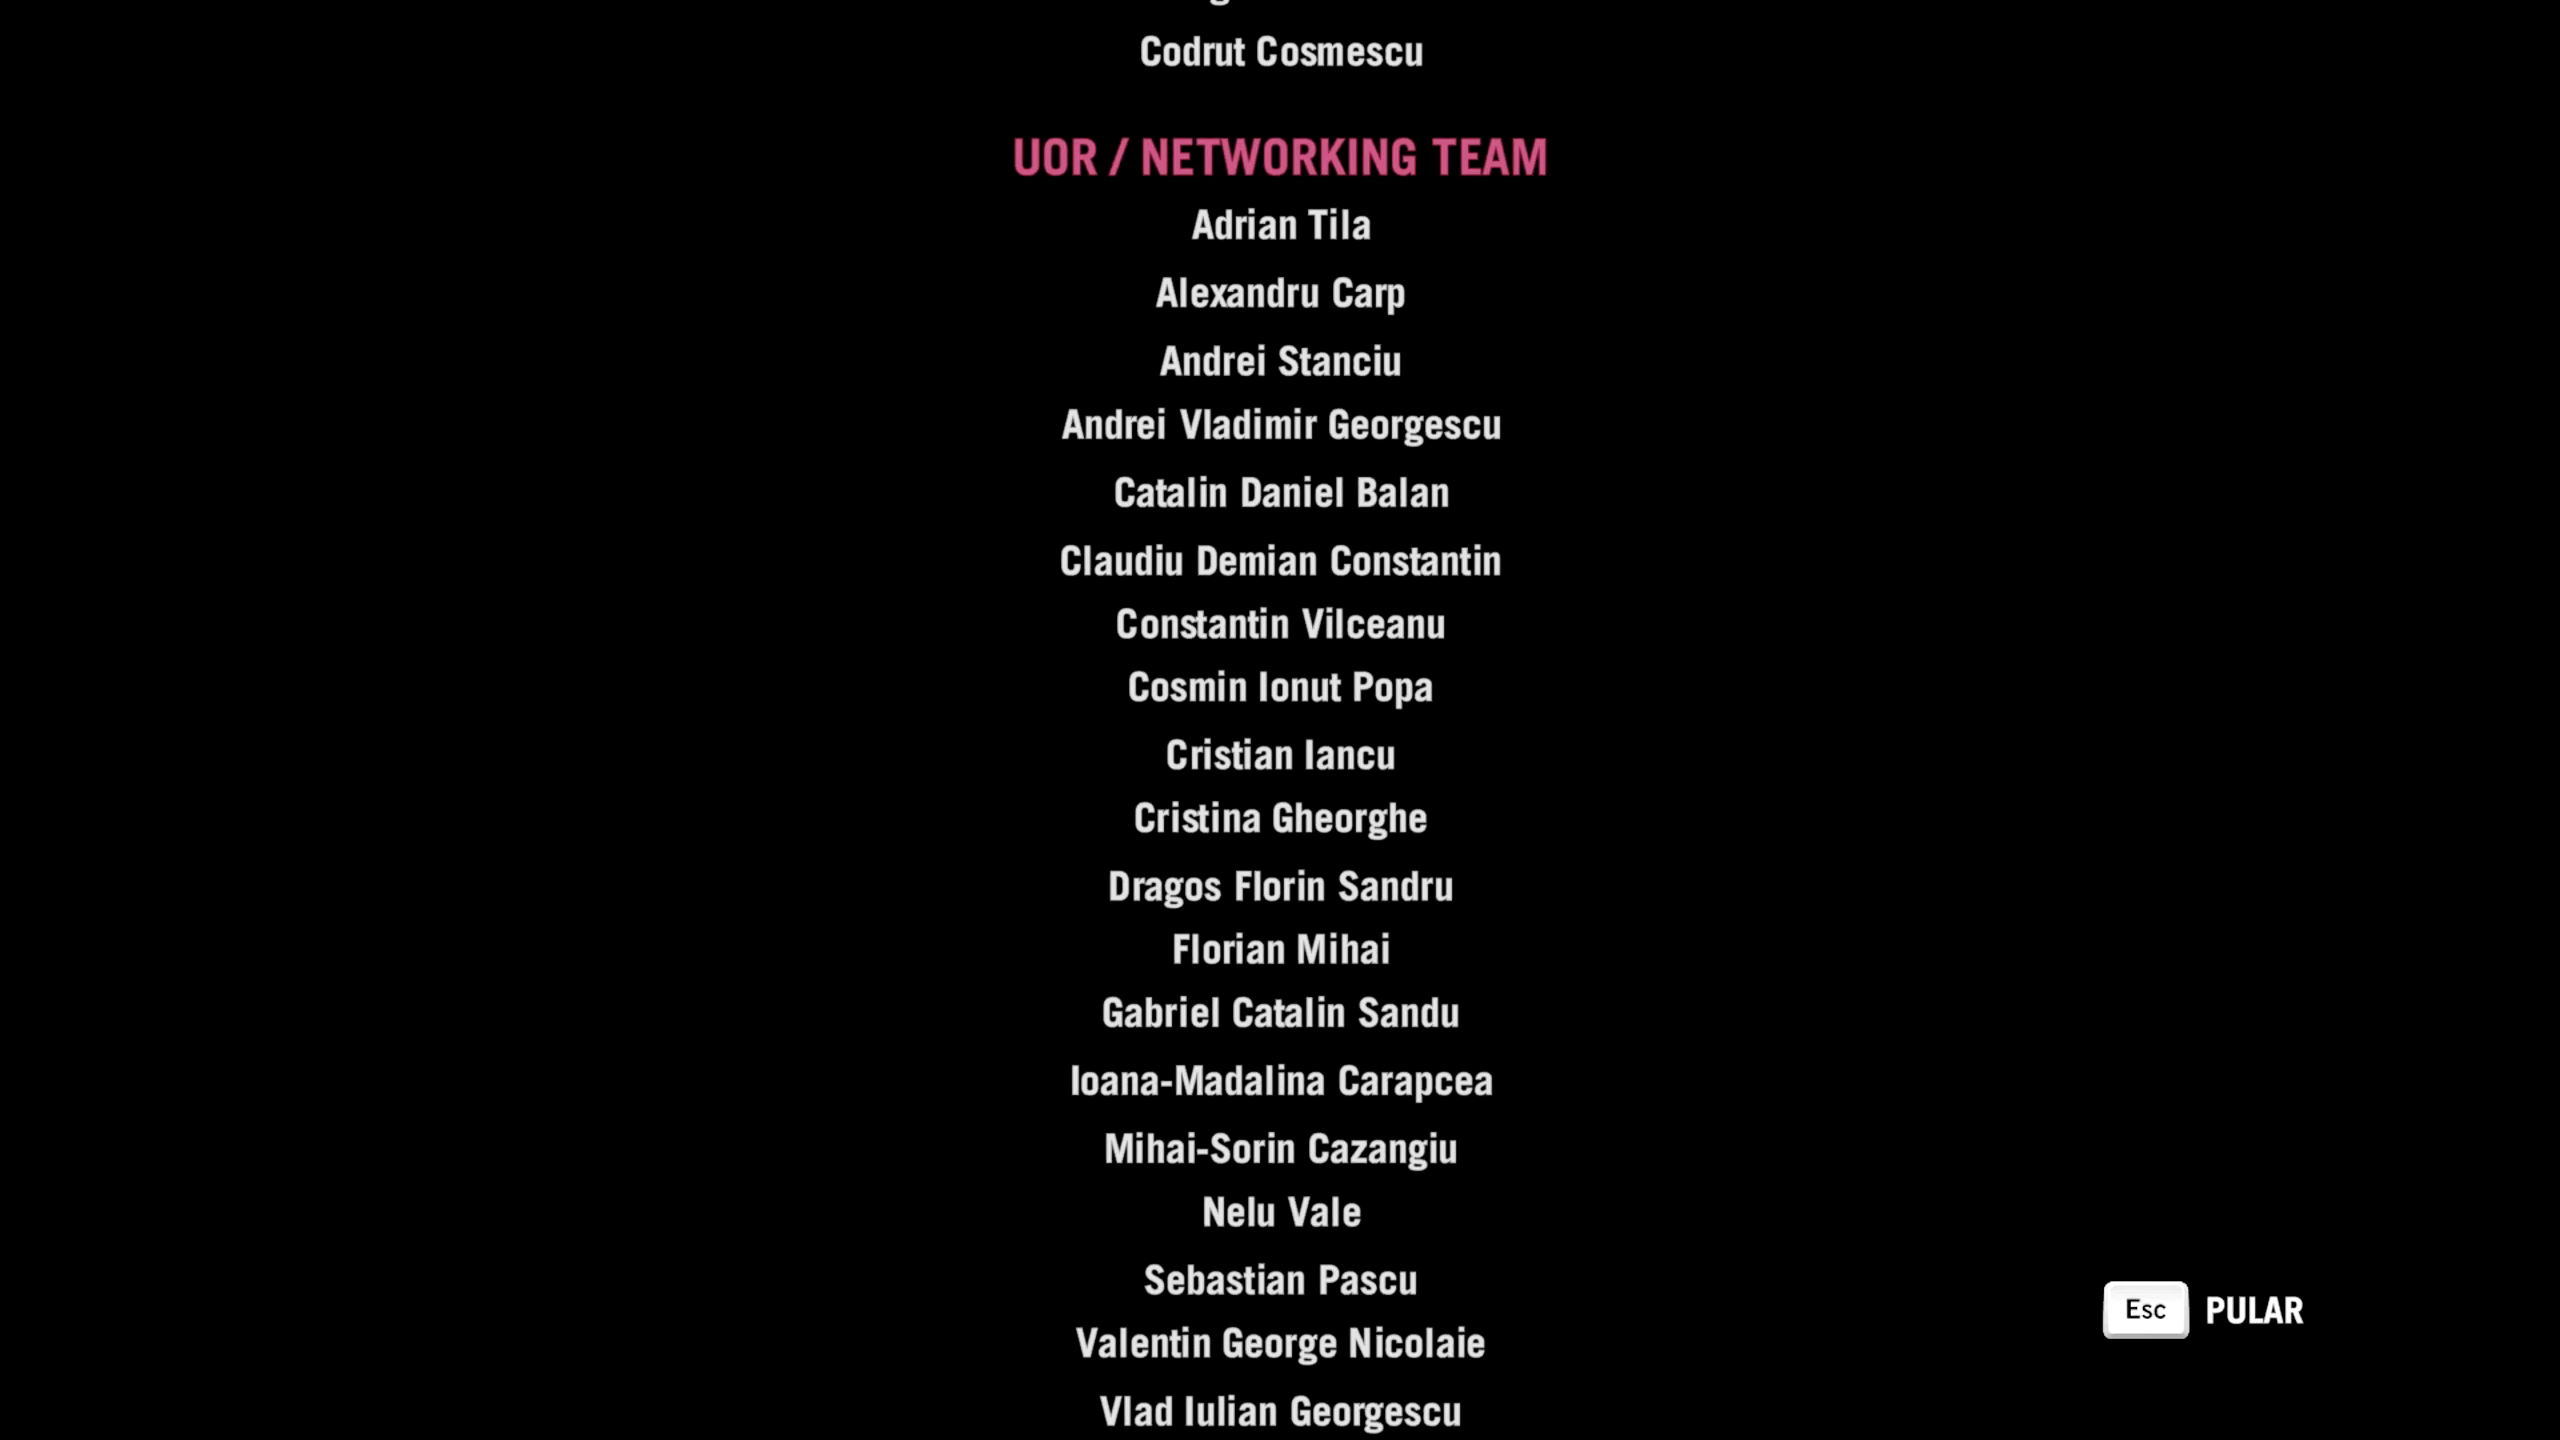 Codrut Cosmescu
UOR / NETWORKING TEAM
Adrian Tila
Alexandru Carp
Andrei Stanciu
Andrei Vladimir Georgescu
Catalin Daniel Balan
Claudiu Demian Constantin
Constantin Vilceanu
Cosmin Ionut Popa
Cristian Iancu
Cristina Gheorghe
Dragos Florin Sandru
Florian Mihai
Gabriel Catalin Sandu
Ioana-Madalina Carapcea
Mihai-Sorin Cazangiu
Nelu Vale
Sebastian Pascu
Esc PULAR
Valentin George Nicolaie
Vlad Iulian Georgescu